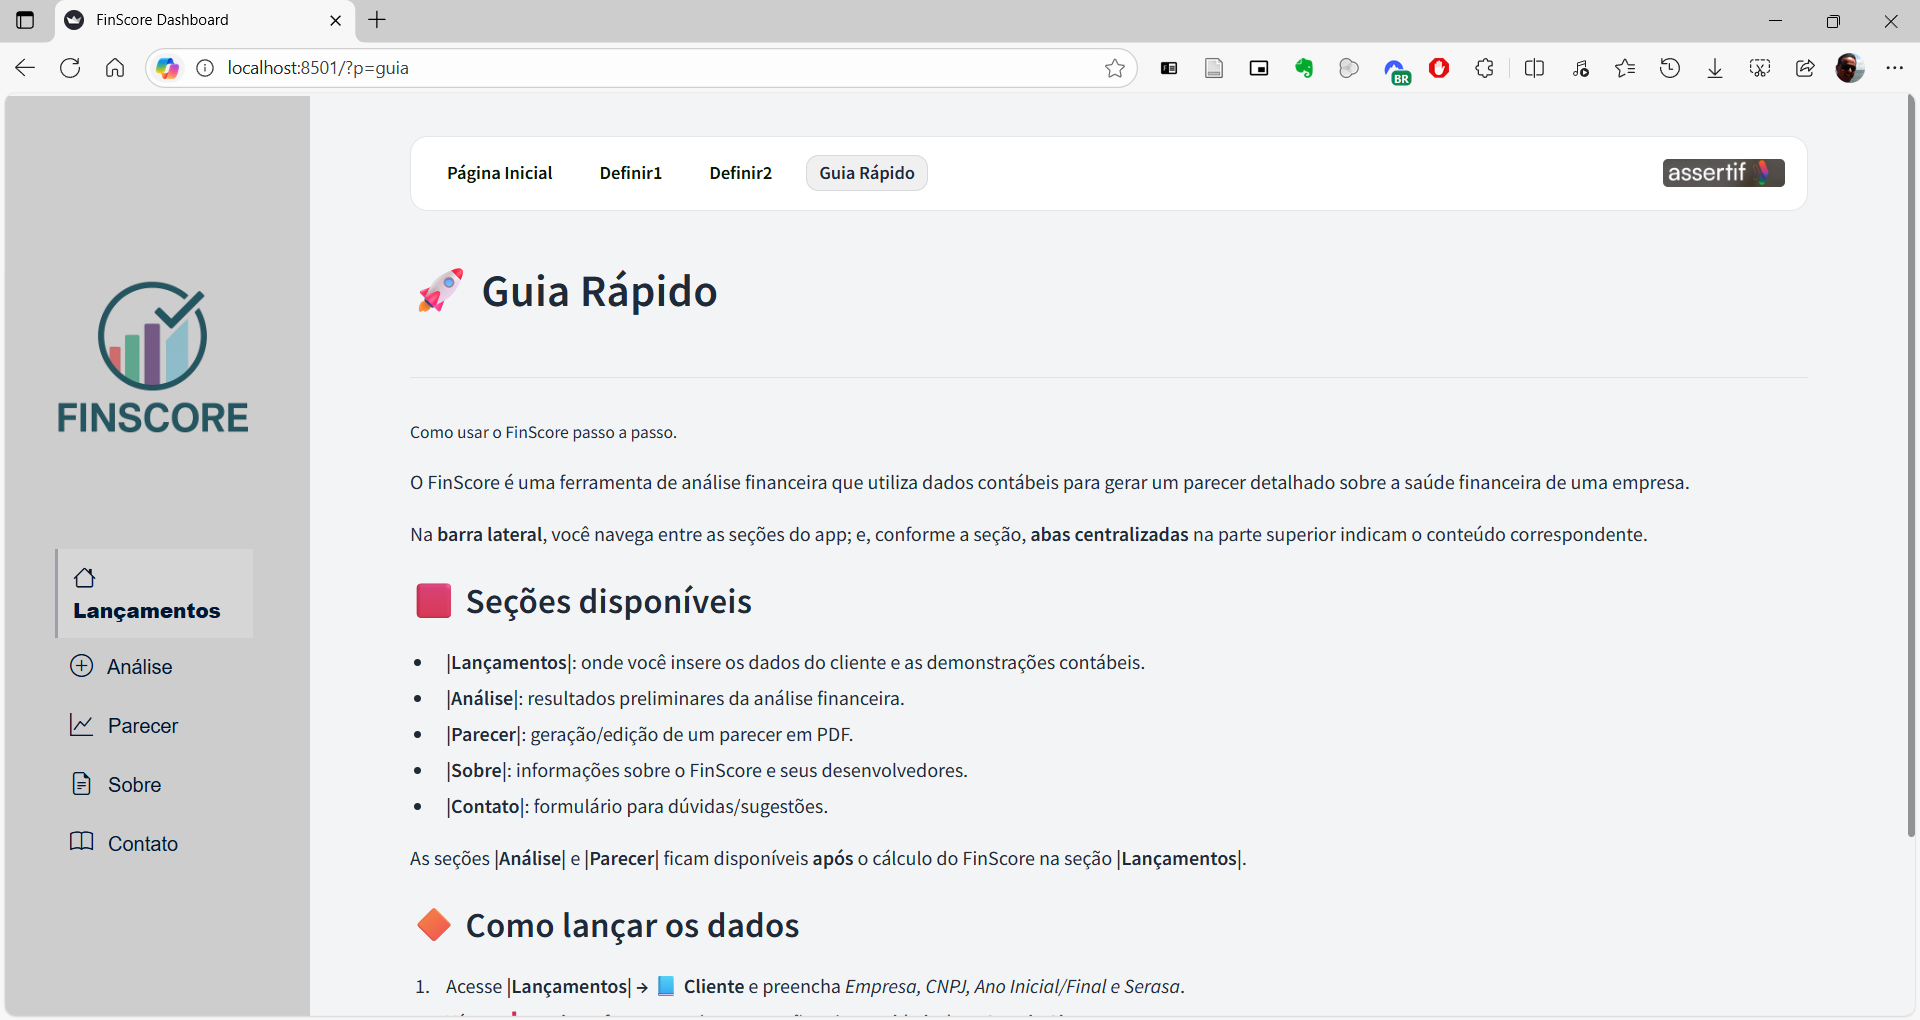 FinScore Dashboard
localhost:8501/?p=guia
BR
Página Inicial
Definir1
Definir2
Guia Rápido
assertif
FINSCORE
Lançamentos
Análise
Parecer
Sobre
Contato
Guia Rápido
Como usar o FinScore passo a passo.
O FinScore é uma ferramenta de análise financeira que utiliza dados contábeis para gerar um parecer detalhado sobre a saúde financeira de uma empresa.
Na barra lateral, você navega entre as seções do app; e, conforme a seção, abas centralizadas na parte superior indicam o conteúdo correspondente.
Seções disponíveis
• |Lançamentos|: onde você insere os dados do cliente e as demonstrações contábeis.
• |Análise|: resultados preliminares da análise financeira.
• |Parecer|: geração/edição de um parecer em PDF.
• |Sobre|: informações sobre o FinScore e seus desenvolvedores.
• |Contato|: formulário para dúvidas/sugestões.
As seções |Análise| e |Parecer| ficam disponíveis após o cálculo do FinScore na seção |Lançamentos|.
Como lançar os dados
1. Acesse |Lançamentos| → Cliente e preencha Empresa, CNPJ, Ano Inicial/Final e Serasa.